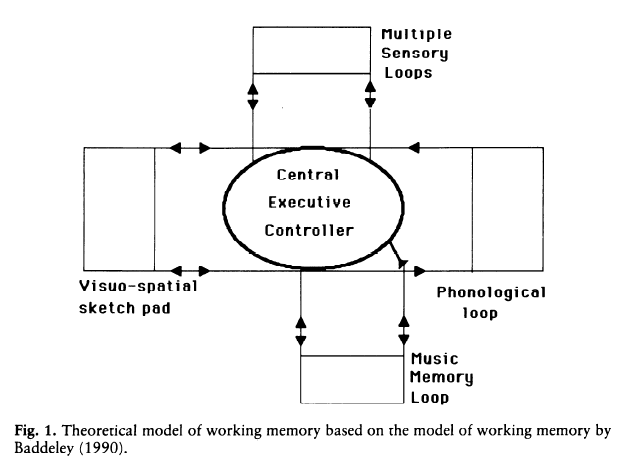 Multiple
Sensory
Loops
Central
Executive
Controller
Visuo-spatial
sketch pad
Phonological
loop
Music
Memory
Loop
Fig. 1. Theoretical model of working memory based on the model of working memory by
Baddeley (1990).